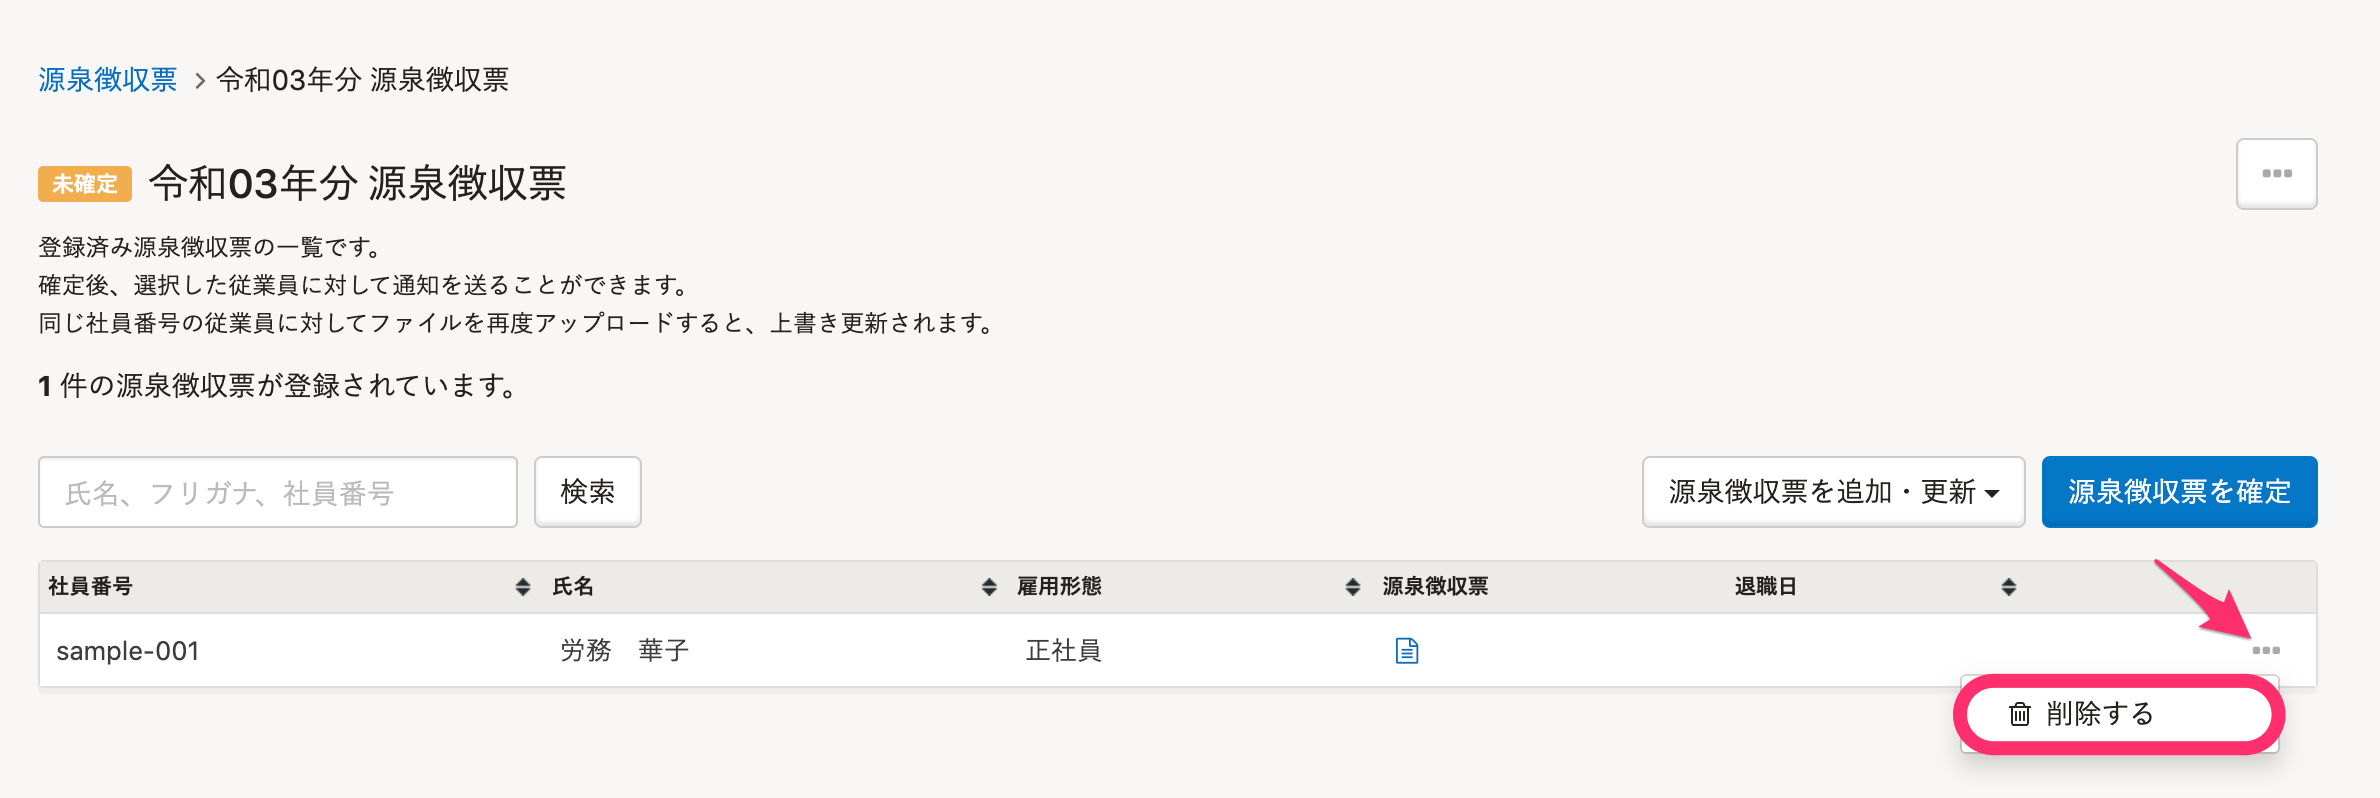 源泉徴収票 > 令和03年分 源泉徴収票
未確定 令和03年分 源泉徴収票
登録済み源泉徴収票の一覧です。
確定後、選択した従業員に対して通知を送ることができます。
同じ社員番号の従業員に対してファイルを再度アップロードすると、上書き更新されます。
1 件の源泉徴収票が登録されています。
氏名、フリガナ、社員番号 検索 源泉徴収票を追加・更新 源泉徴収票を確定
社員番号 氏名 雇用形態 源泉徴収票 退職日
sample-001 労務　華子 正社員
削除する